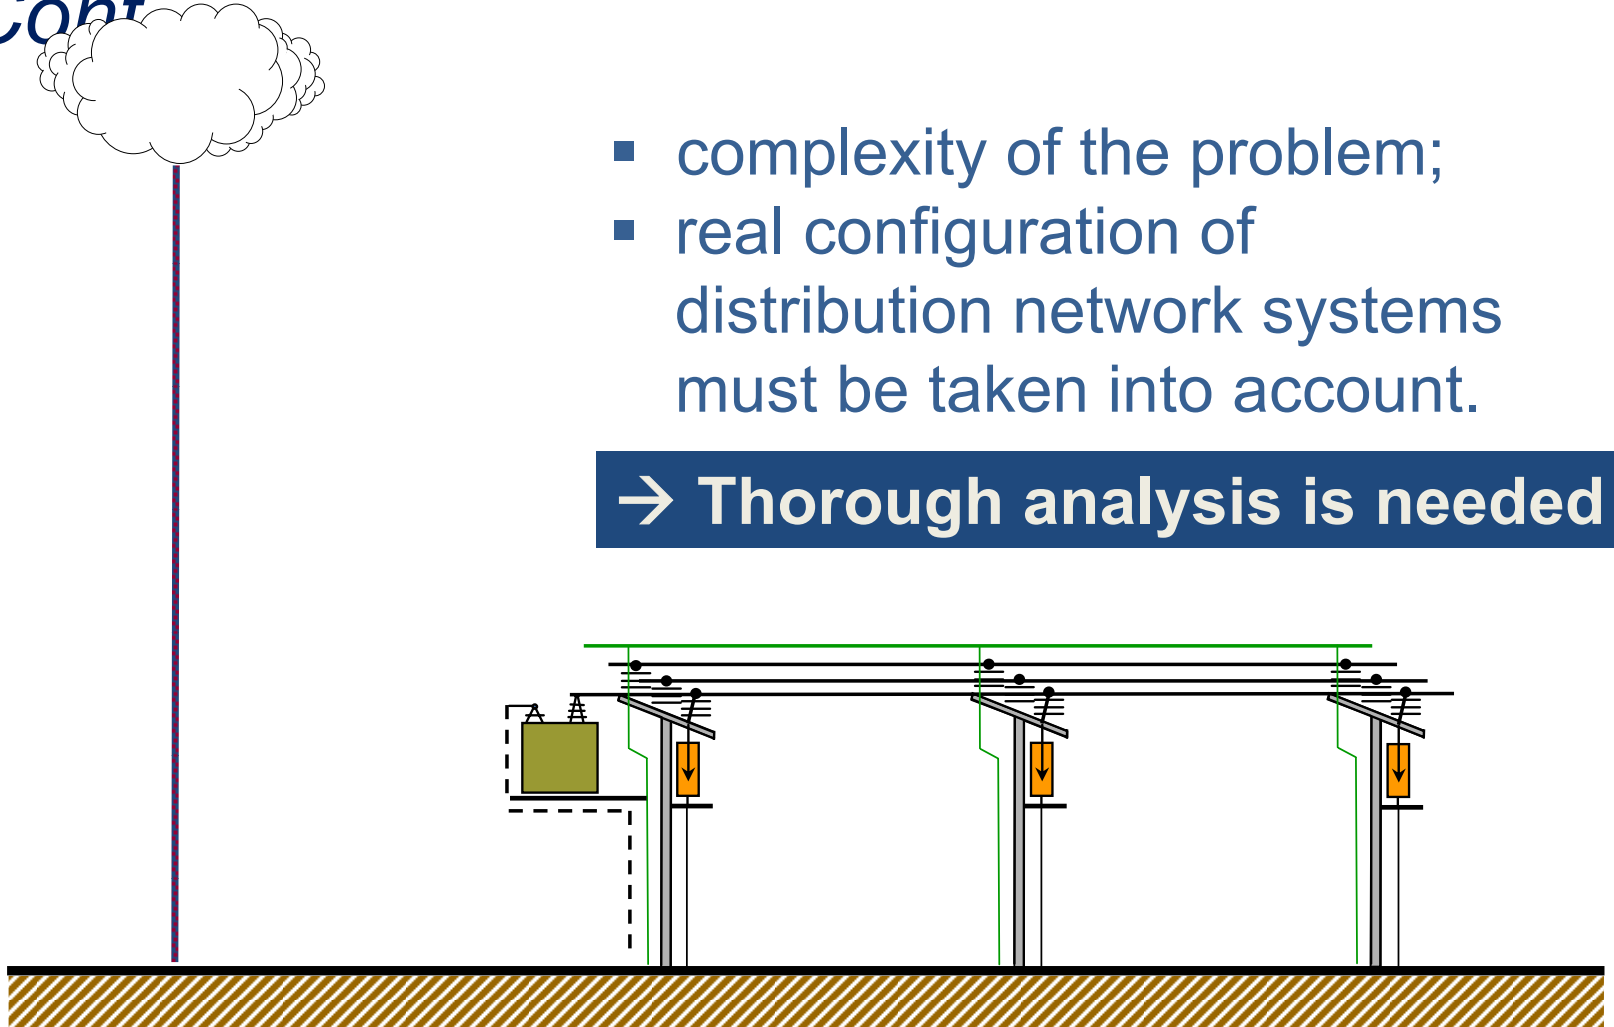 Cont
▪ complexity of the problem;
▪ real configuration of
distribution network systems
must be taken into account.
→ Thorough analysis is needed